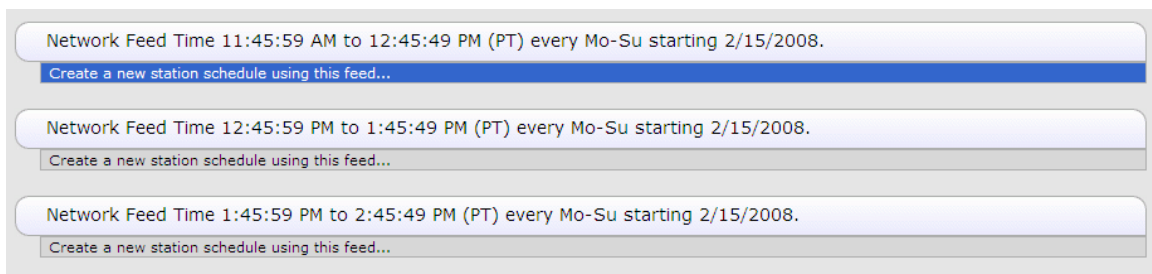 Network Feed Time 11:45:59 AM to 12:45:49 PM (PT) every Mo-Su starting 2/15/2008.
Create a new station schedule using this feed...
Network Feed Time 12:45:59 PM to 1:45:49 PM (PT) every Mo-Su starting 2/15/2008.
Create a new station schedule using this feed...
Network Feed Time 1:45:59 PM to 2:45:49 PM (PT) every Mo-Su starting 2/15/2008.
Create a new station schedule using this feed...